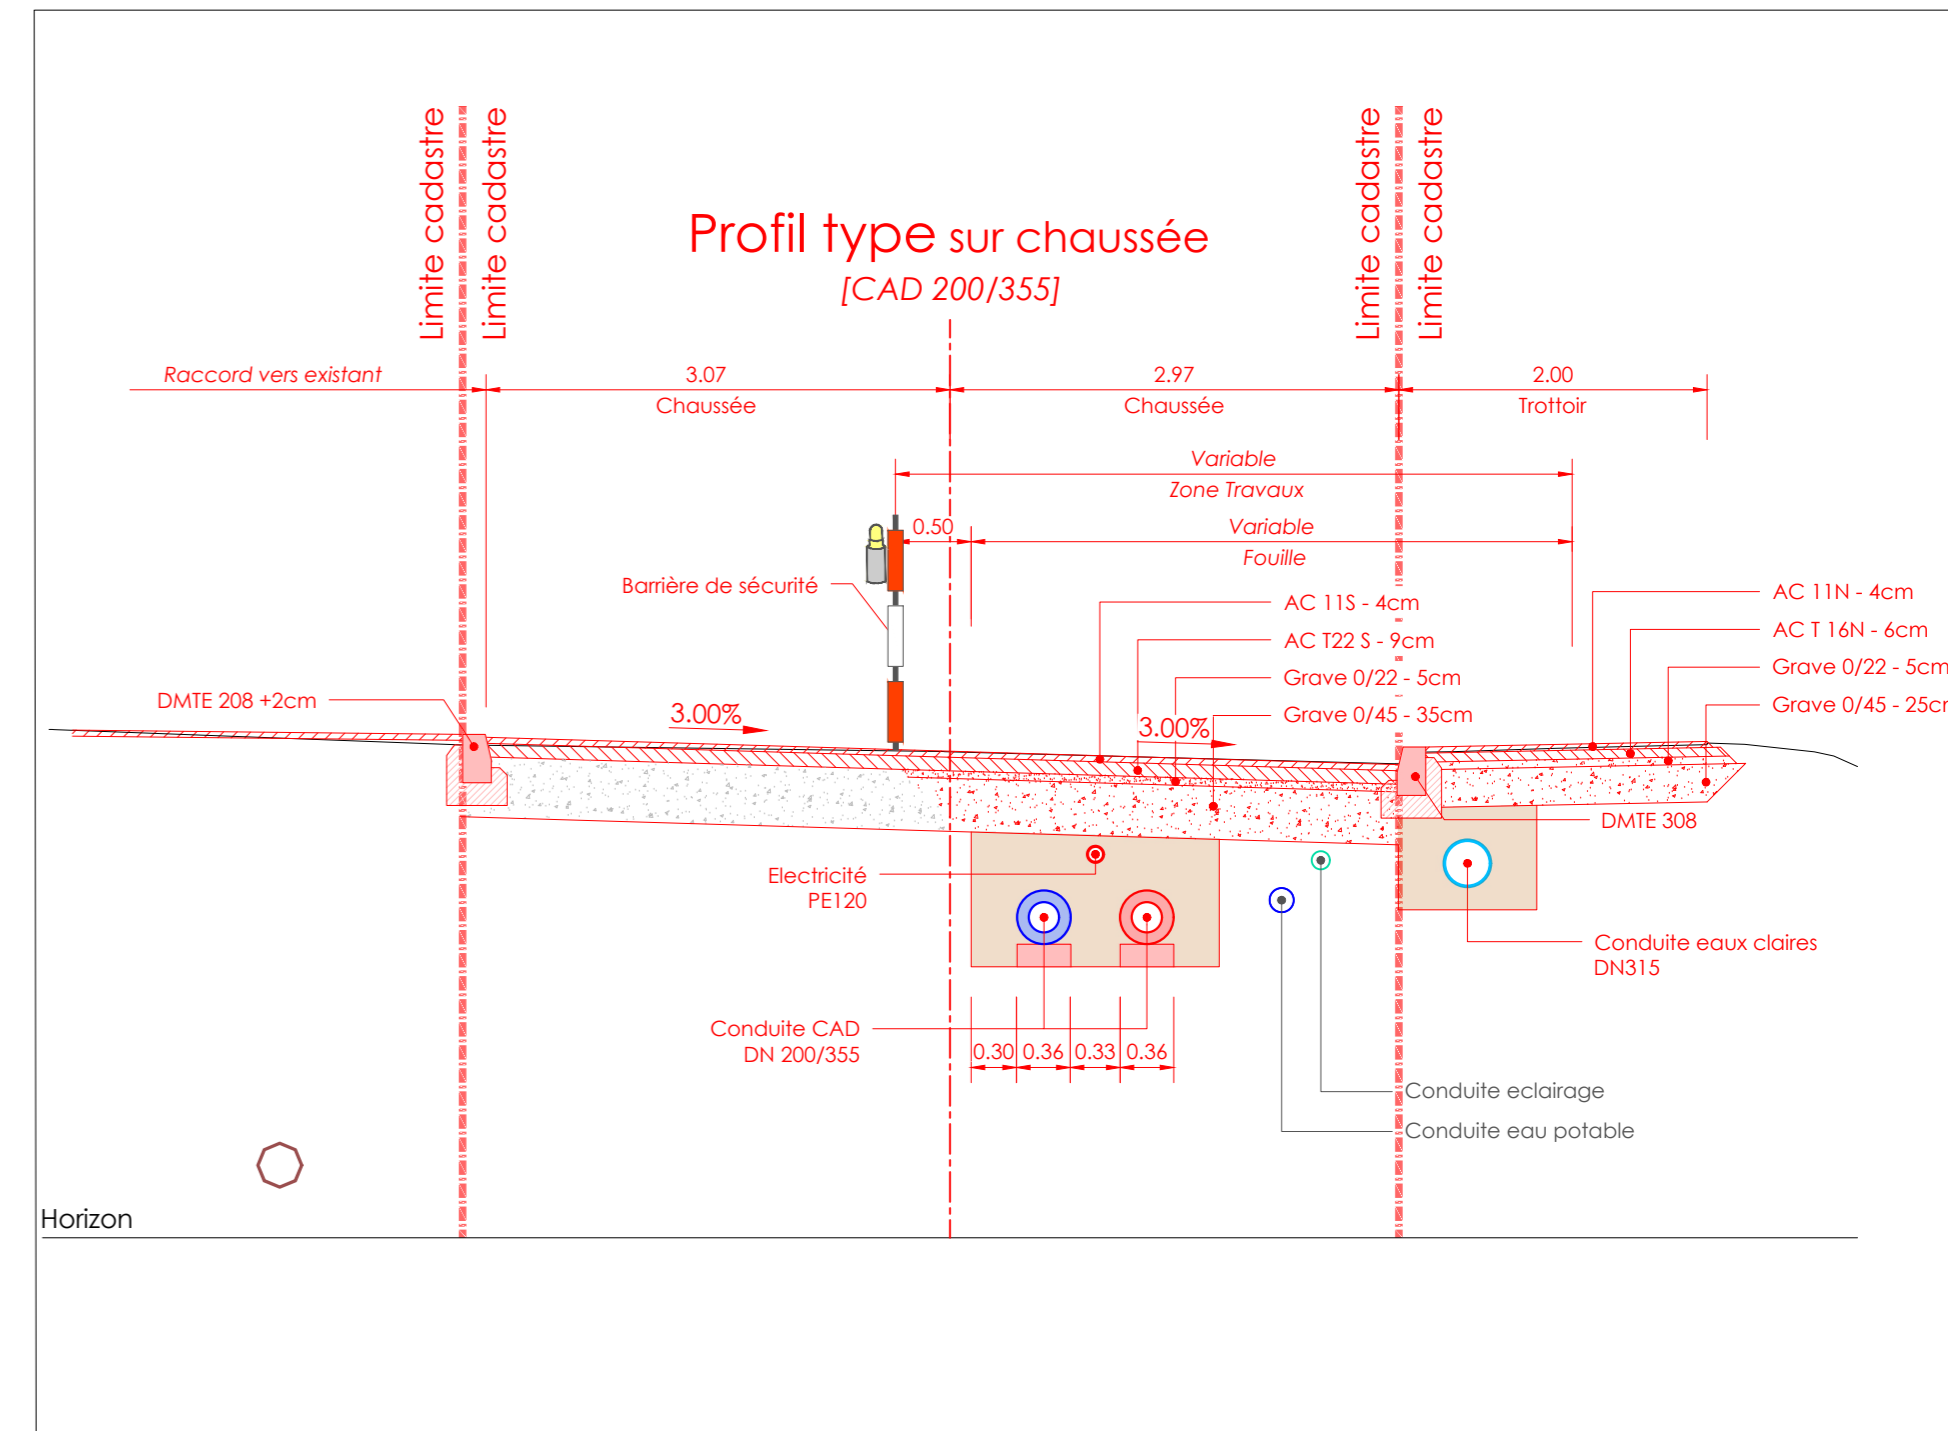 Limite cadastre
Limite cadastre
Limite cadastre
Limite cadastre
Profil type sur chaussée
[CAD 200/355]
Raccord vers existant
3.07
Chaussée
2.97
Chaussée
2.00
Trottoir
Variable
Zone Travaux
0.50
Variable
Fouille
Barrière de sécurité
AC 11S - 4cm
AC T22 S - 9cm
Grave 0/22 - 5cm
Grave 0/45 - 35cm
AC 11N - 4cm
AC T 16N - 6cm
Grave 0/22 - 5cm
Grave 0/45 - 25cm
DMTE 208 +2cm
3.00%
3.00%
DMTE 308
Electricité
PE120
Conduite eaux claires
DN315
Conduite CAD
DN 200/355
0.30 0.36 0.33 0.36
Conduite eclairage
Conduite eau potable
Horizon